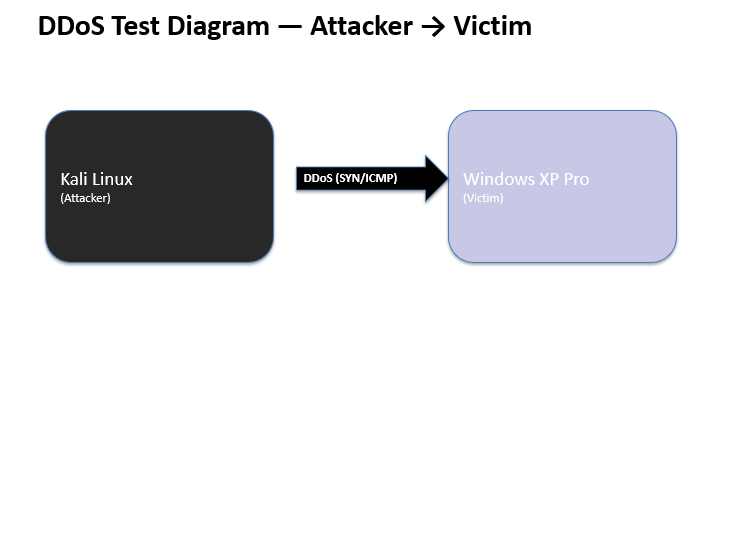 DDoS Test Diagram — Attacker → Victim
Kali Linux
(Attacker)
DDoS (SYN/ICMP)
Windows XP Pro
(Victim)